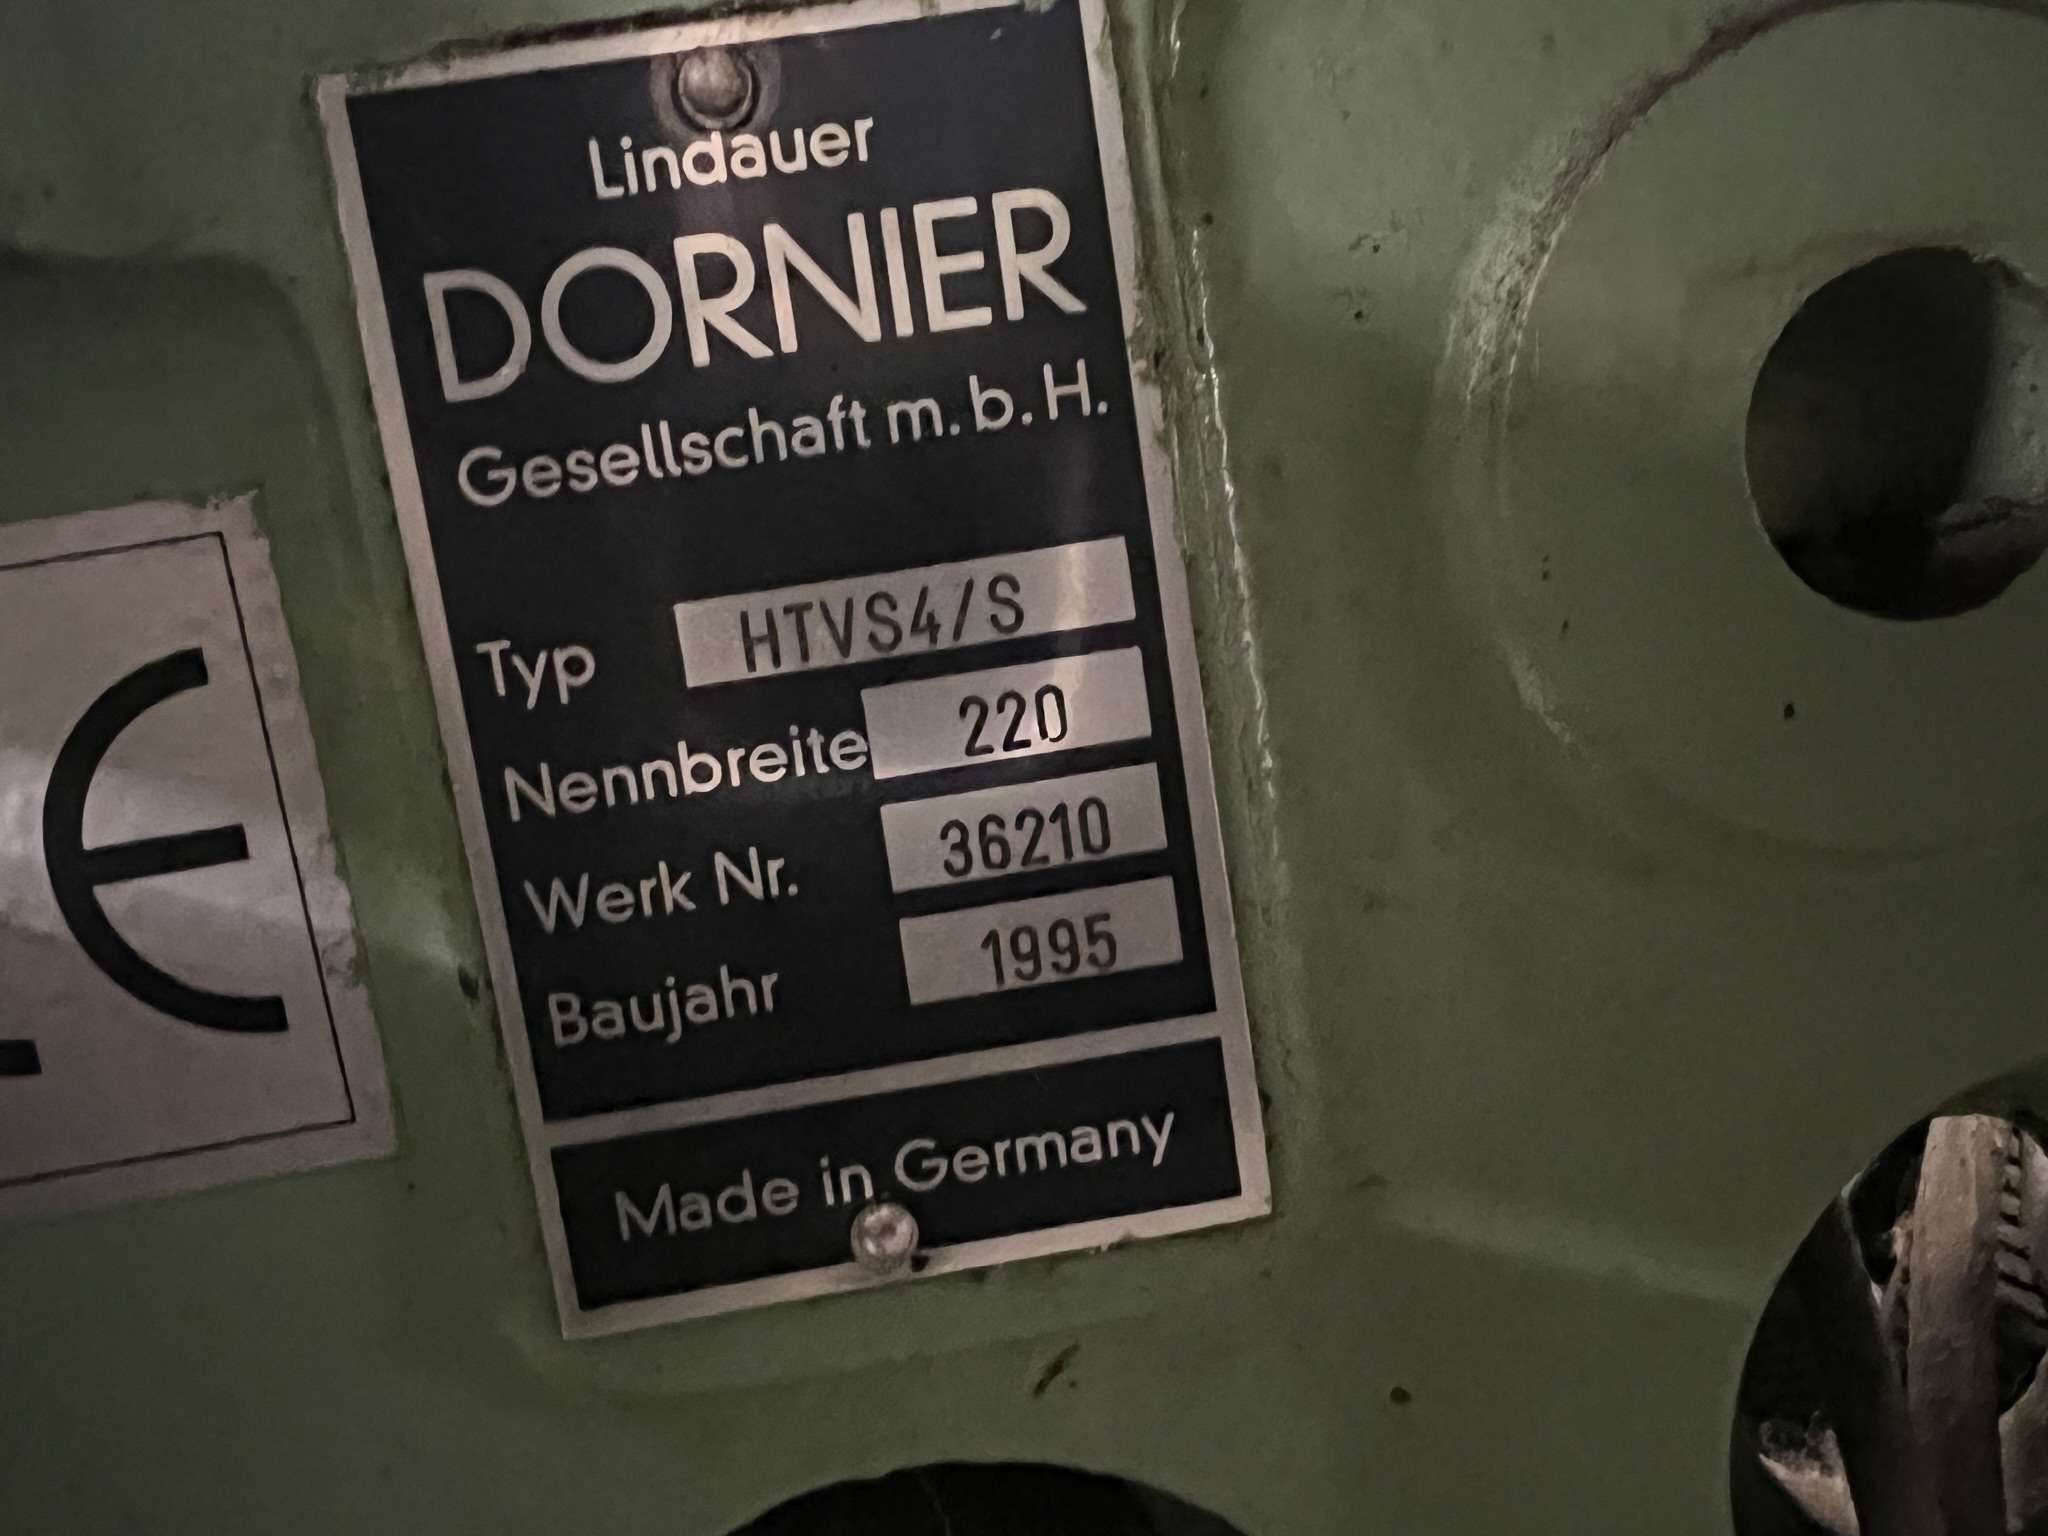 Lindauer
DORNIER
Gesellschaft m.b.H.
Typ HTVS4/S
Nennbreite 220
Werk Nr. 36210
Baujahr 1995
Made in Germany